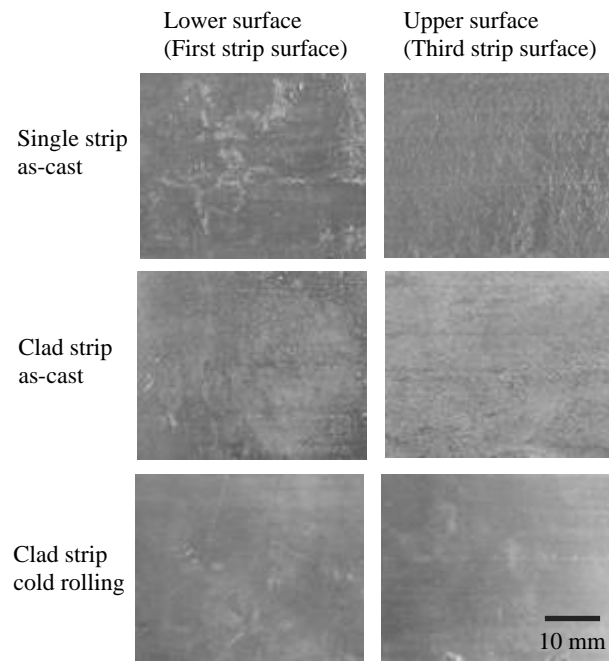 Lower surface
(First strip surface)
Upper surface
(Third strip surface)
Single strip
as-cast
Clad strip
as-cast
Clad strip
cold rolling
10 mm